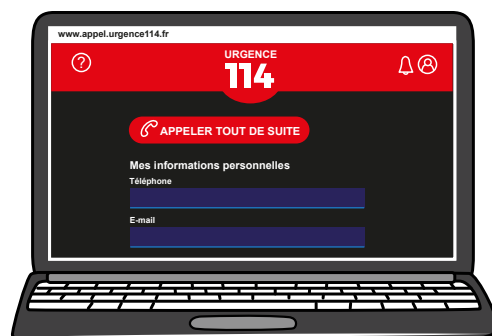 www.appel.urgence114.fr
URGENCE
114
APPELER TOUT DE SUITE
Mes informations personnelles
Téléphone
E-mail